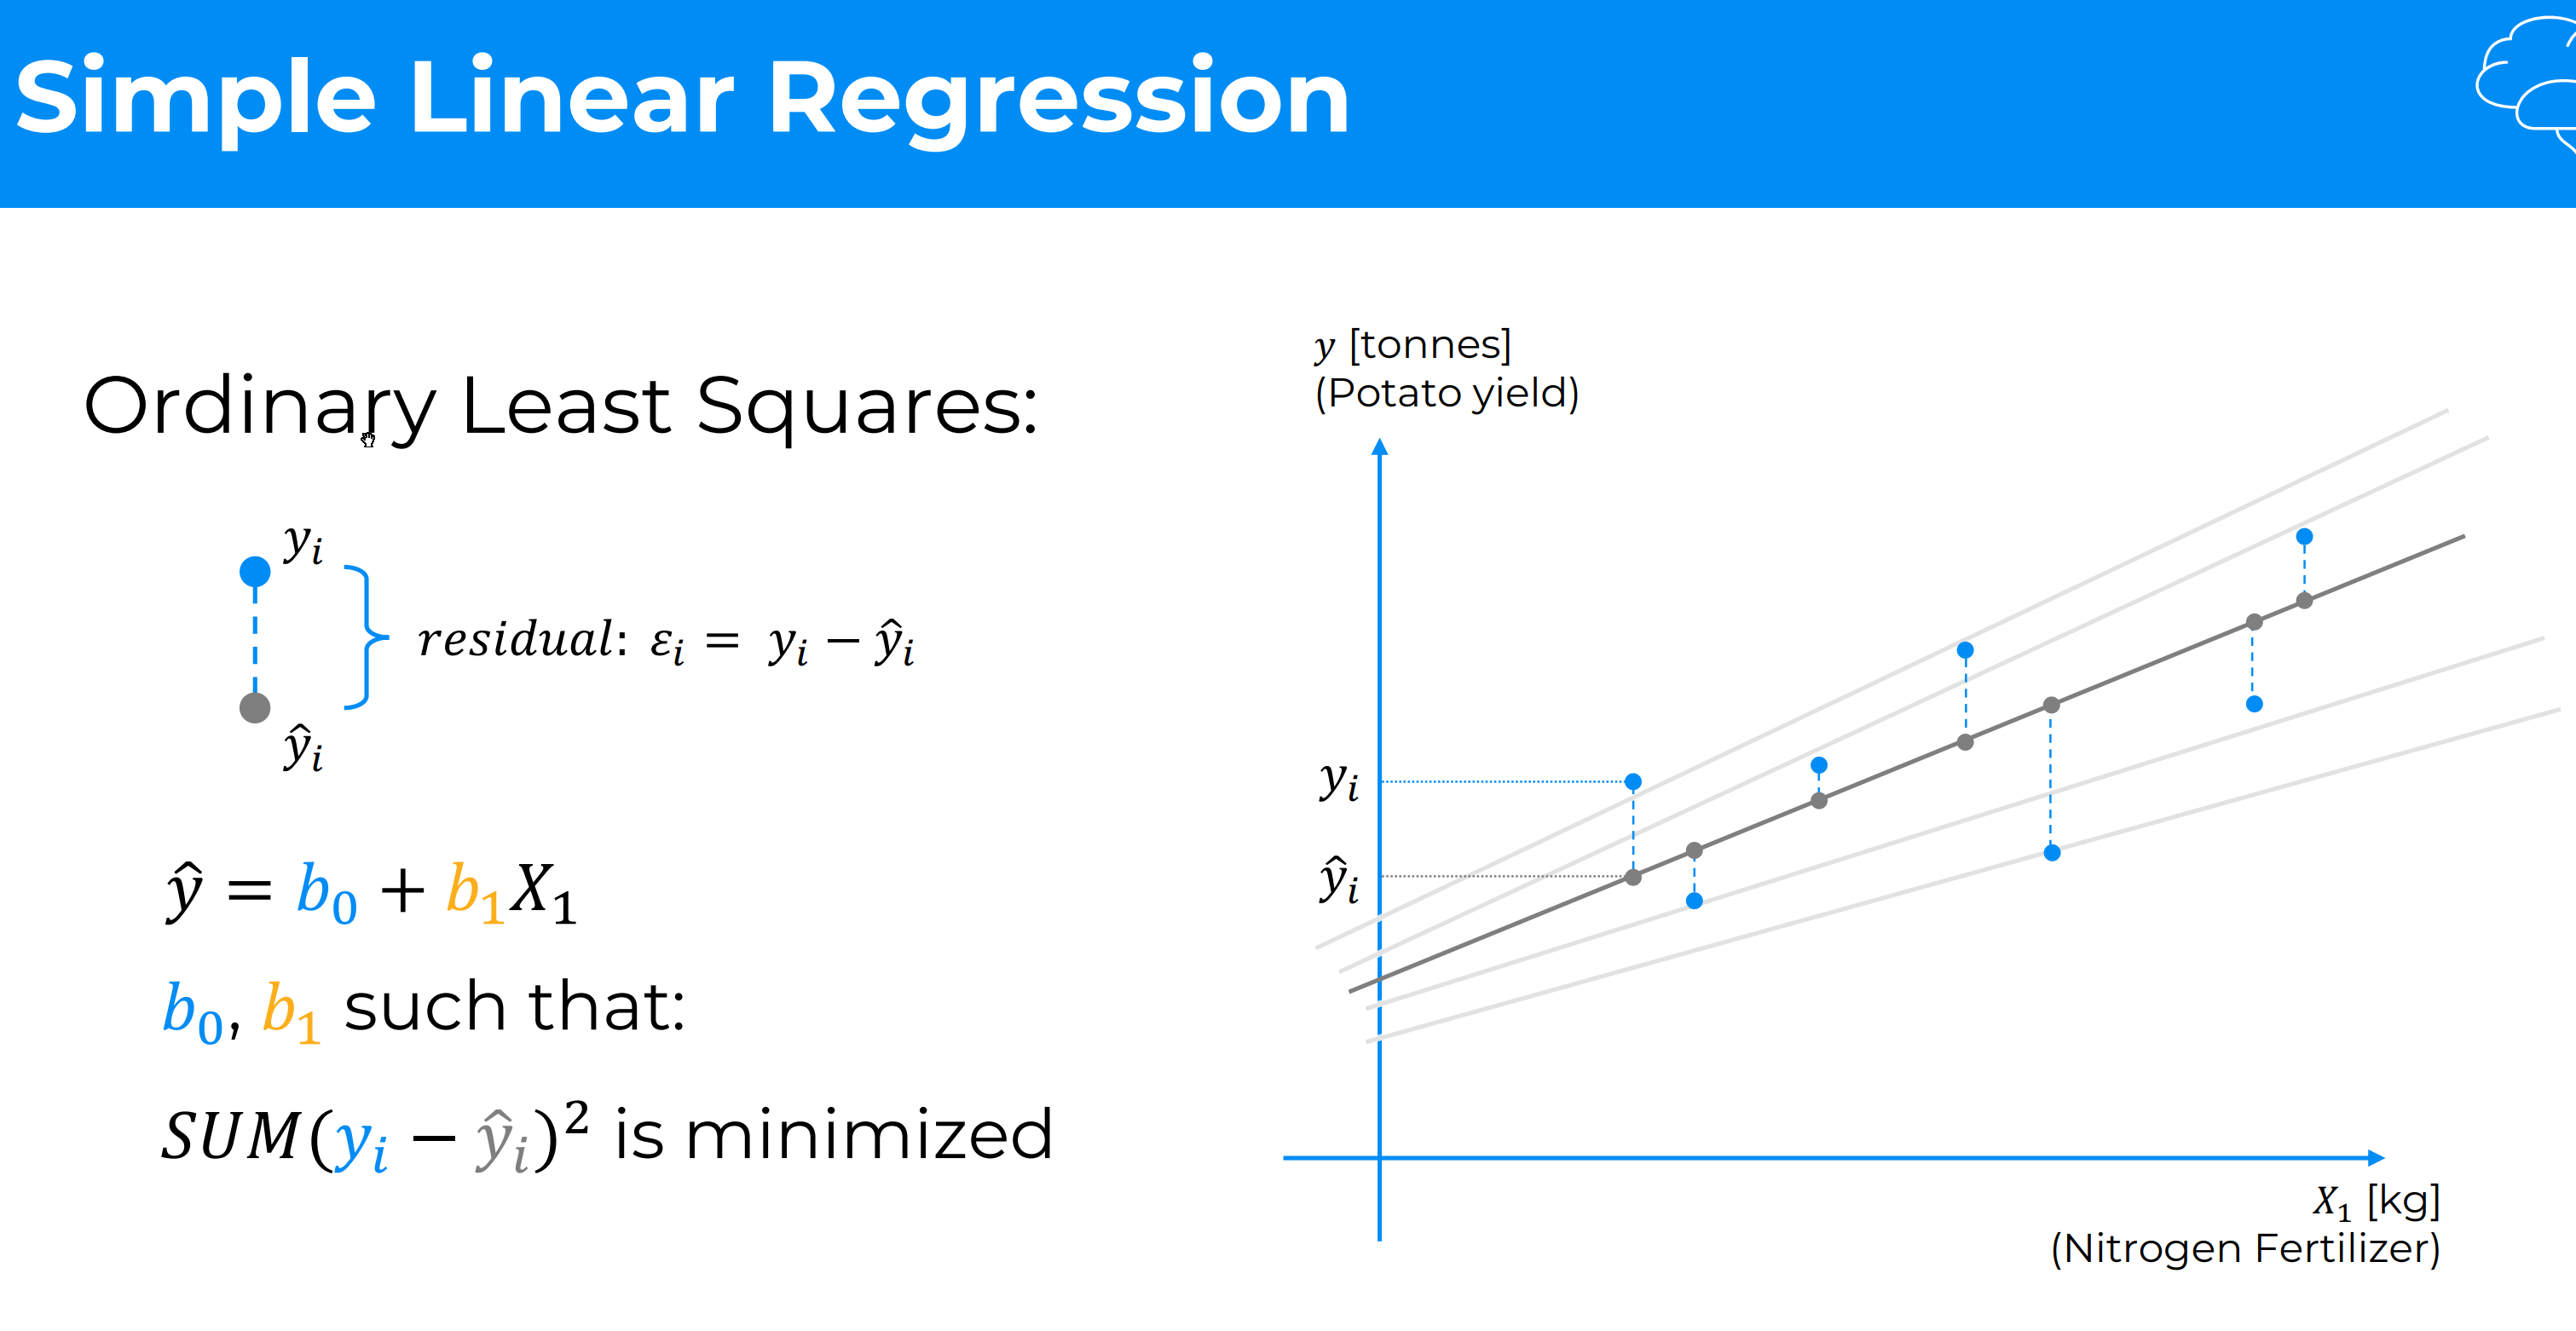 Simple Linear Regression
Ordinary Least Squares:
yᵢ
residual: εᵢ = yᵢ − ŷᵢ
ŷᵢ
ŷ = b₀ + b₁X₁
b₀, b₁ such that:
SUM(yᵢ − ŷᵢ)² is minimized
y [tonnes]
(Potato yield)
yᵢ
ŷᵢ
X₁ [kg]
(Nitrogen Fertilizer)